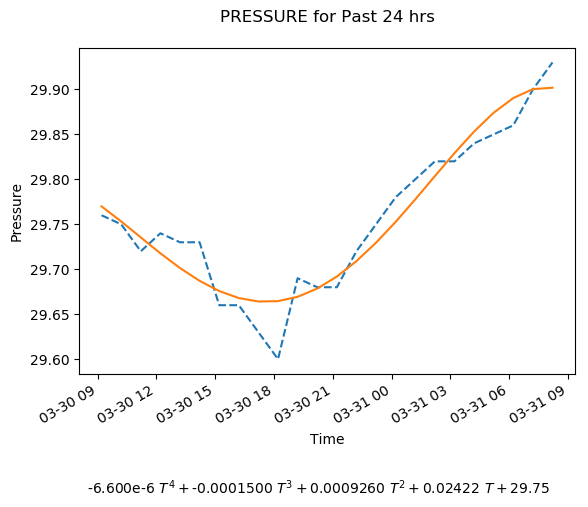 PRESSURE for Past 24 hrs
29.90
29.85
29.80
29.75
29.70
29.65
29.60
Pressure
03-30 09 03-30 12 03-30 15 03-30 18 03-30 21 03-31 00 03-31 03 03-31 06 03-31 09
Time
-6.600e-6 T⁴ + -0.0001500 T³ + 0.0009260 T² + 0.02422 T + 29.75